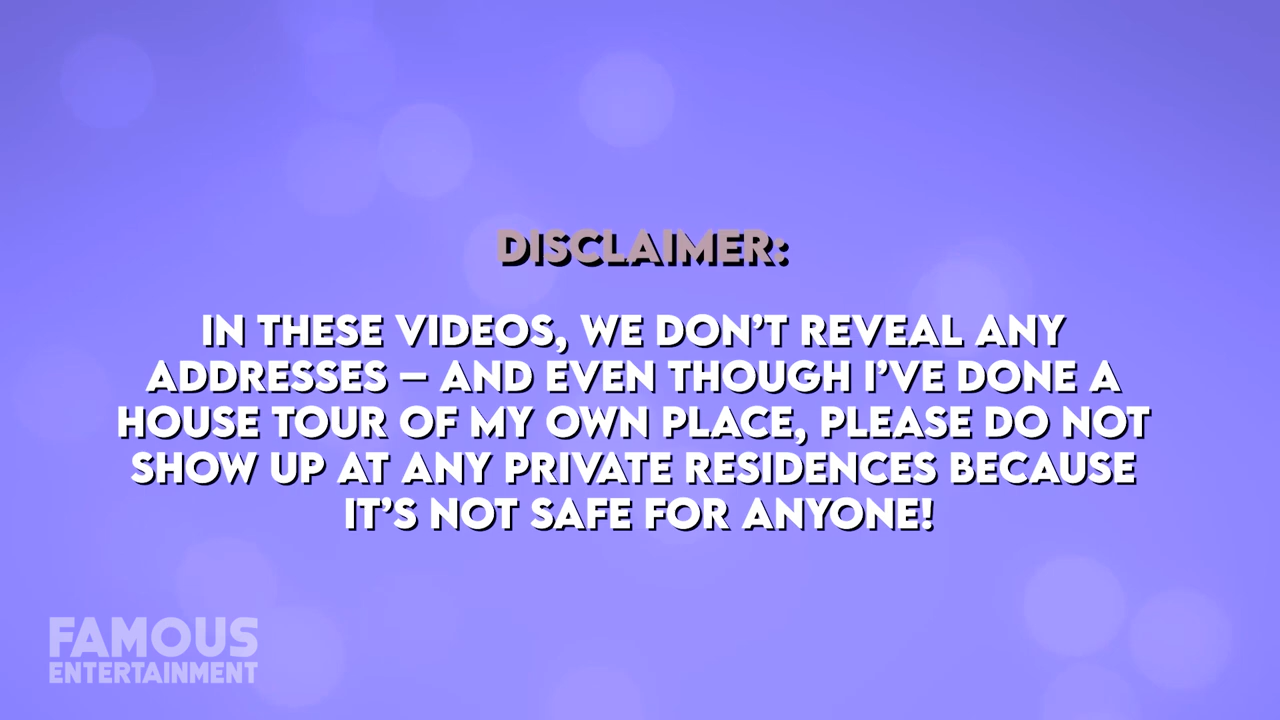 DISCLAIMER:
IN THESE VIDEOS, WE DON'T REVEAL ANY
ADDRESSES – AND EVEN THOUGH I'VE DONE A
HOUSE TOUR OF MY OWN PLACE, PLEASE DO NOT
SHOW UP AT ANY PRIVATE RESIDENCES BECAUSE
IT'S NOT SAFE FOR ANYONE!
FAMOUS
ENTERTAINMENT